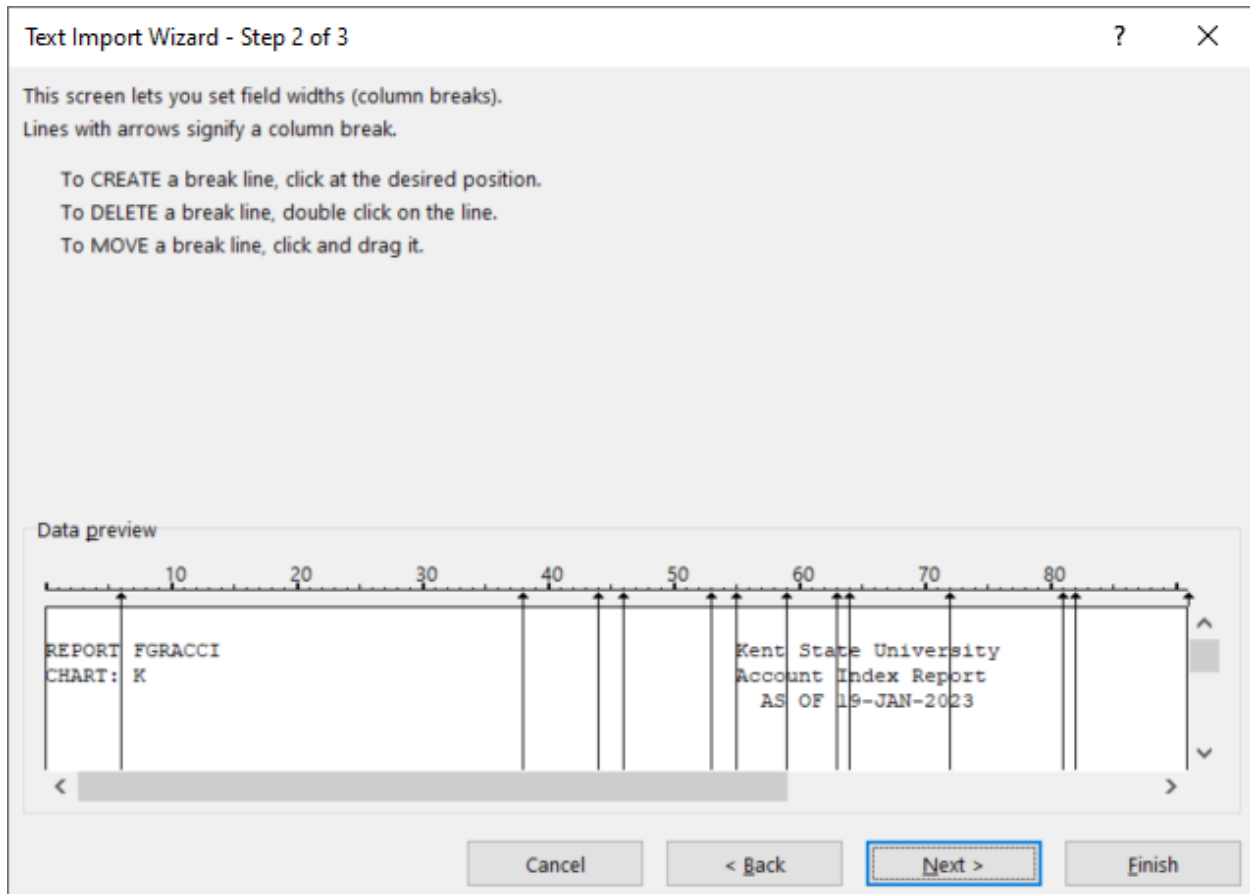 Text Import Wizard - Step 2 of 3 ? ×
This screen lets you set field widths (column breaks).
Lines with arrows signify a column break.
To CREATE a break line, click at the desired position.
To DELETE a break line, double click on the line.
To MOVE a break line, click and drag it.
Data preview
10 20 30 40 50 60 70 80
REPORT FGRACCI Kent State University
CHART: K Account Index Report
AS OF 19-JAN-2023
Cancel < Back Next > Finish